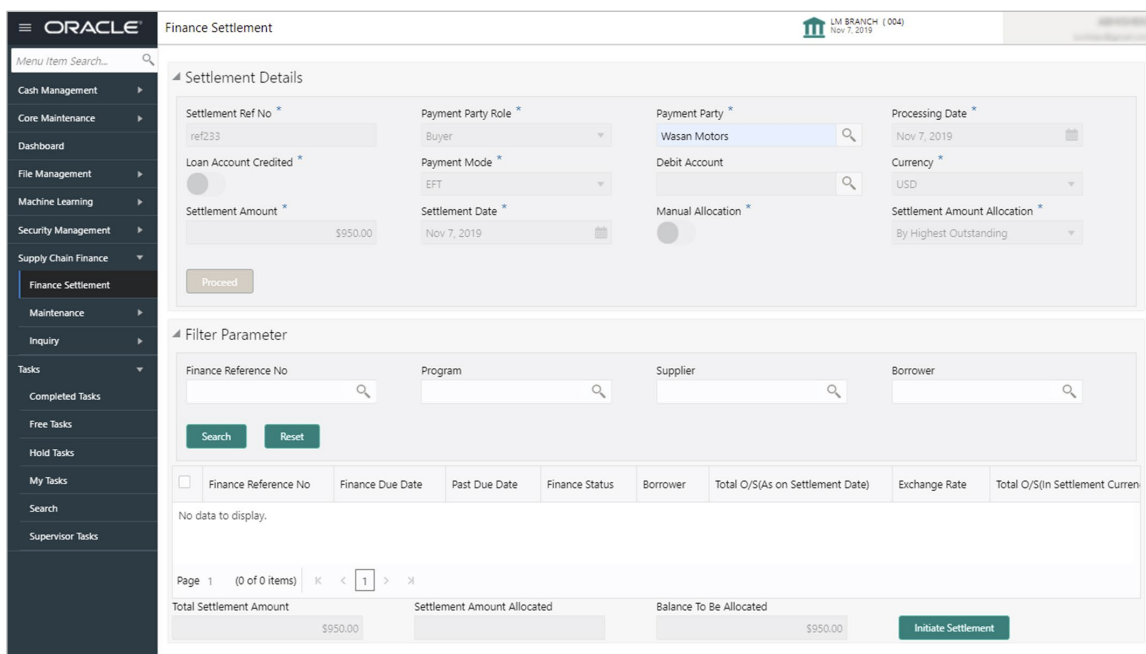 ORACLE
Finance Settlement
LM BRANCH ( 004)
Nov 7, 2019
Menu Item Search...
Cash Management
Core Maintenance
Dashboard
File Management
Machine Learning
Security Management
Supply Chain Finance
Finance Settlement
Maintenance
Inquiry
Tasks
Completed Tasks
Free Tasks
Hold Tasks
My Tasks
Search
Supervisor Tasks
Settlement Details
Settlement Ref No * Payment Party Role * Payment Party * Processing Date *
ref233 Buyer Wasan Motors Nov 7, 2019
Loan Account Credited * Payment Mode * Debit Account Currency *
EFT USD
Settlement Amount * Settlement Date * Manual Allocation * Settlement Amount Allocation *
$950.00 Nov 7, 2019 By Highest Outstanding
Proceed
Filter Parameter
Finance Reference No Program Supplier Borrower
Search Reset
Finance Reference No Finance Due Date Past Due Date Finance Status Borrower Total O/S(As on Settlement Date) Exchange Rate Total O/S(In Settlement Curren
No data to display.
Page 1 (0 of 0 items) 1
Total Settlement Amount Settlement Amount Allocated Balance To Be Allocated
$950.00 $950.00 Initiate Settlement